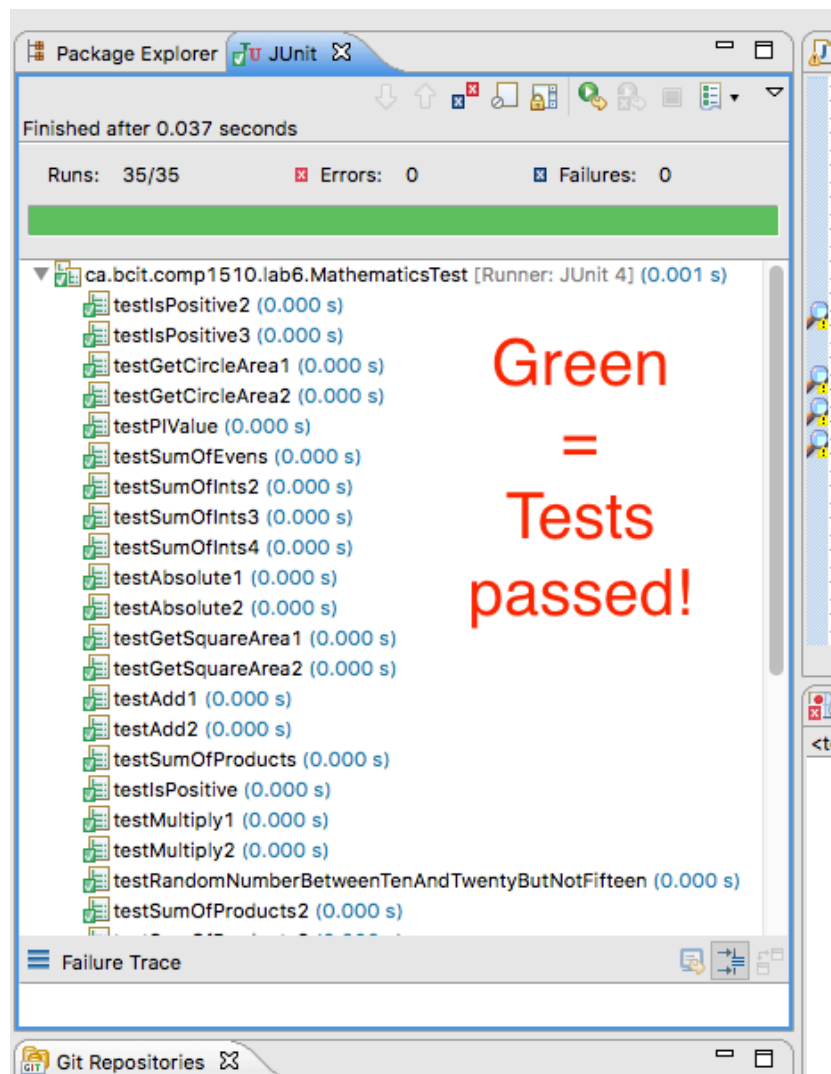 Package Explorer JU JUnit
Finished after 0.037 seconds
Runs: 35/35 Errors: 0 Failures: 0
ca.bcit.comp1510.lab6.MathematicsTest [Runner: JUnit 4] (0.001 s)
testIsPositive2 (0.000 s)
testIsPositive3 (0.000 s)
testGetCircleArea1 (0.000 s)
testGetCircleArea2 (0.000 s)
testPIValue (0.000 s)
testSumOfEvens (0.000 s)
testSumOfInts2 (0.000 s)
testSumOfInts3 (0.000 s)
testSumOfInts4 (0.000 s)
testAbsolute1 (0.000 s)
testAbsolute2 (0.000 s)
testGetSquareArea1 (0.000 s)
testGetSquareArea2 (0.000 s)
testAdd1 (0.000 s)
testAdd2 (0.000 s)
testSumOfProducts (0.000 s)
testIsPositive (0.000 s)
testMultiply1 (0.000 s)
testMultiply2 (0.000 s)
testRandomNumberBetweenTenAndTwentyButNotFifteen (0.000 s)
testSumOfProducts2 (0.000 s)
Green
=
Tests
passed!
Failure Trace
GIT Git Repositories